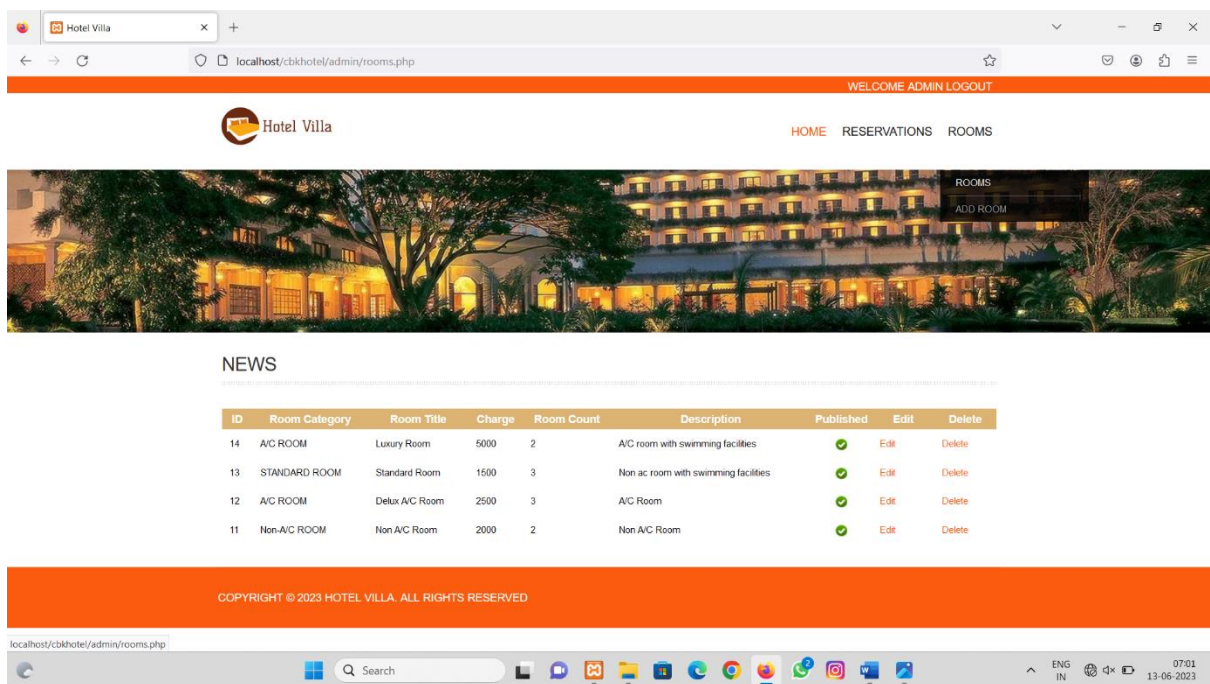 Hotel Villa
localhost/cbkhotel/admin/rooms.php
WELCOME ADMIN LOGOUT
Hotel Villa
HOME RESERVATIONS ROOMS
ROOMS
ADD ROOM
NEWS
ID Room Category Room Title Charge Room Count Description Published Edit Delete
14 A/C ROOM Luxury Room 5000 2 A/C room with swimming facilities Edit Delete
13 STANDARD ROOM Standard Room 1500 3 Non ac room with swimming facilities Edit Delete
12 A/C ROOM Delux A/C Room 2500 3 A/C Room Edit Delete
11 Non-A/C ROOM Non A/C Room 2000 2 Non A/C Room Edit Delete
COPYRIGHT © 2023 HOTEL VILLA. ALL RIGHTS RESERVED
localhost/cbkhotel/admin/rooms.php
Search
2
ENG
IN
07:01
13-06-2023